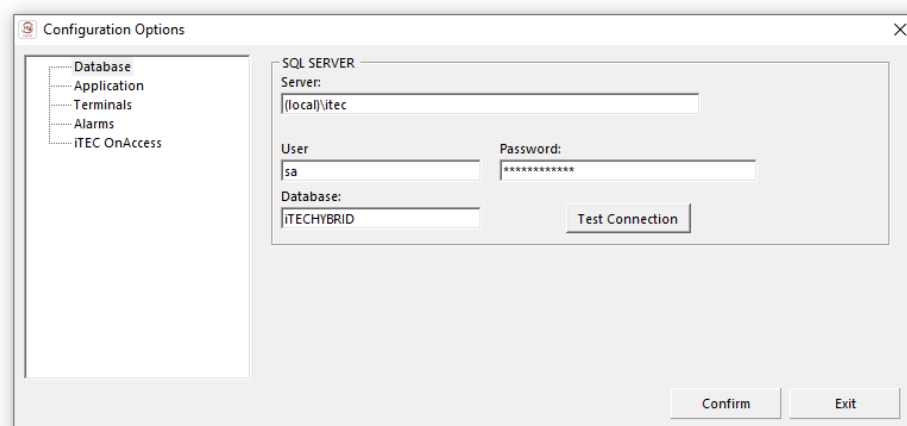 Configuration Options
Database
Application
Terminals
Alarms
iTEC OnAccess
SQL SERVER
Server:
(local)\itec
User
Password:
sa
************
Database:
iTECHYBRID
Test Connection
Confirm
Exit